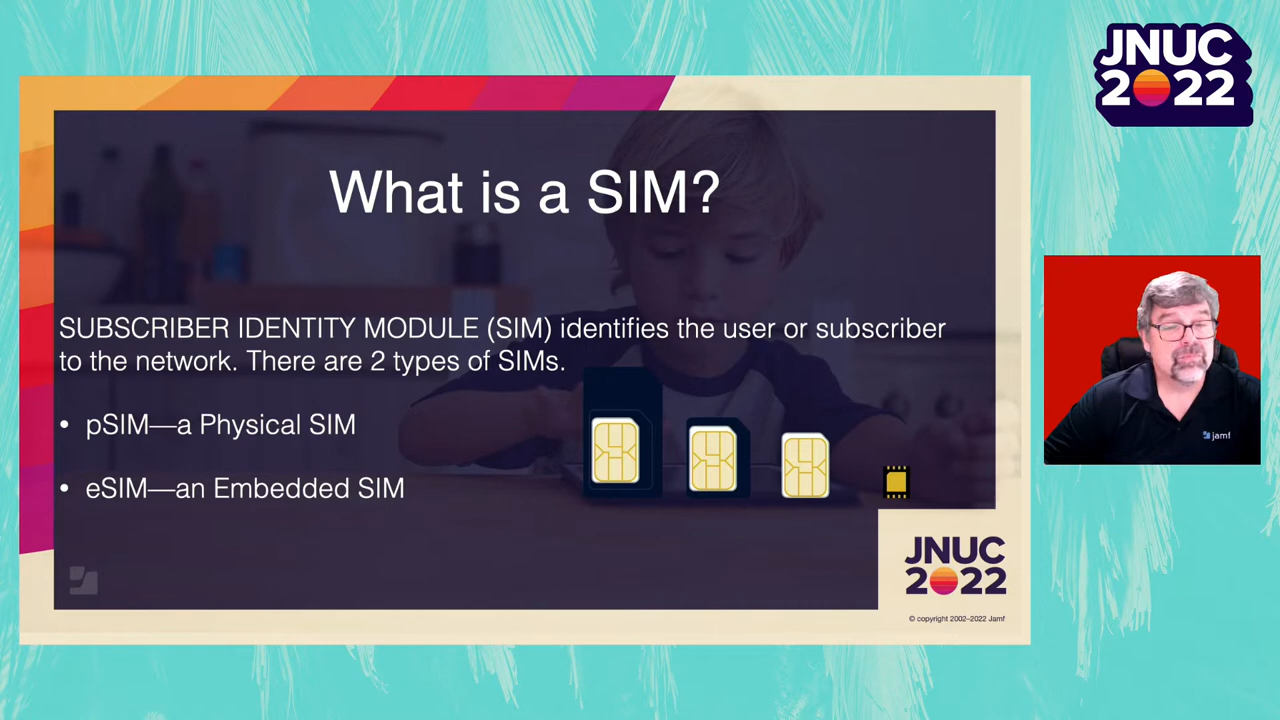 JNUC
2022
What is a SIM?
SUBSCRIBER IDENTITY MODULE (SIM) identifies the user or subscriber
to the network. There are 2 types of SIMs.
• pSIM—a Physical SIM
• eSIM—an Embedded SIM
jamf
JNUC
2022
© copyright 2002–2022 Jamf